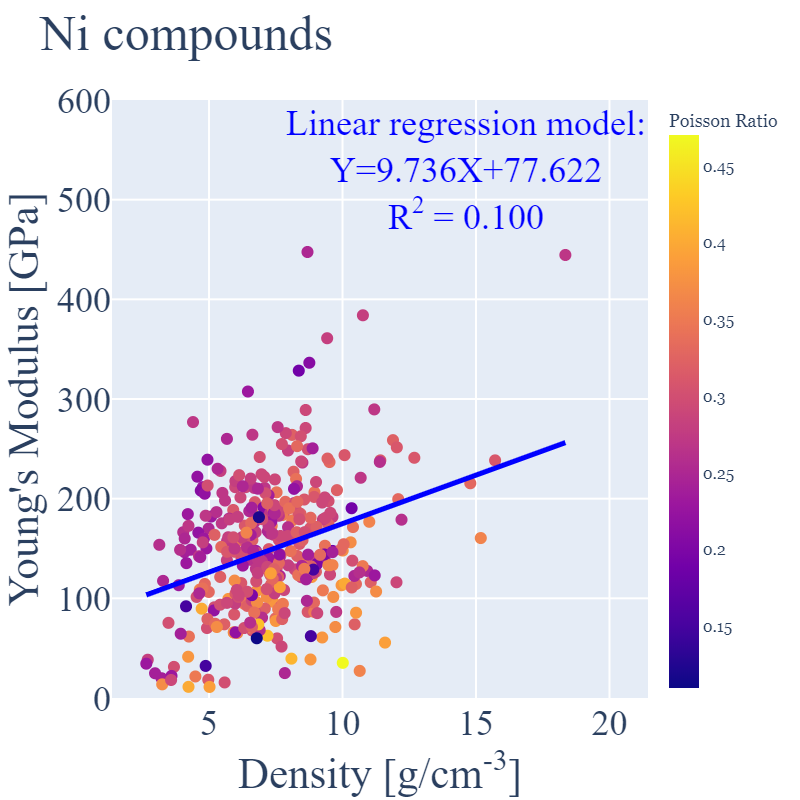 Ni compounds
Linear regression model:
Y=9.736X+77.622
R² = 0.100
Poisson Ratio
0.45
0.4
0.35
0.3
0.25
0.2
0.15
Young's Modulus [GPa]
600
500
400
300
200
100
0
5
10
15
20
Density [g/cm⁻³]